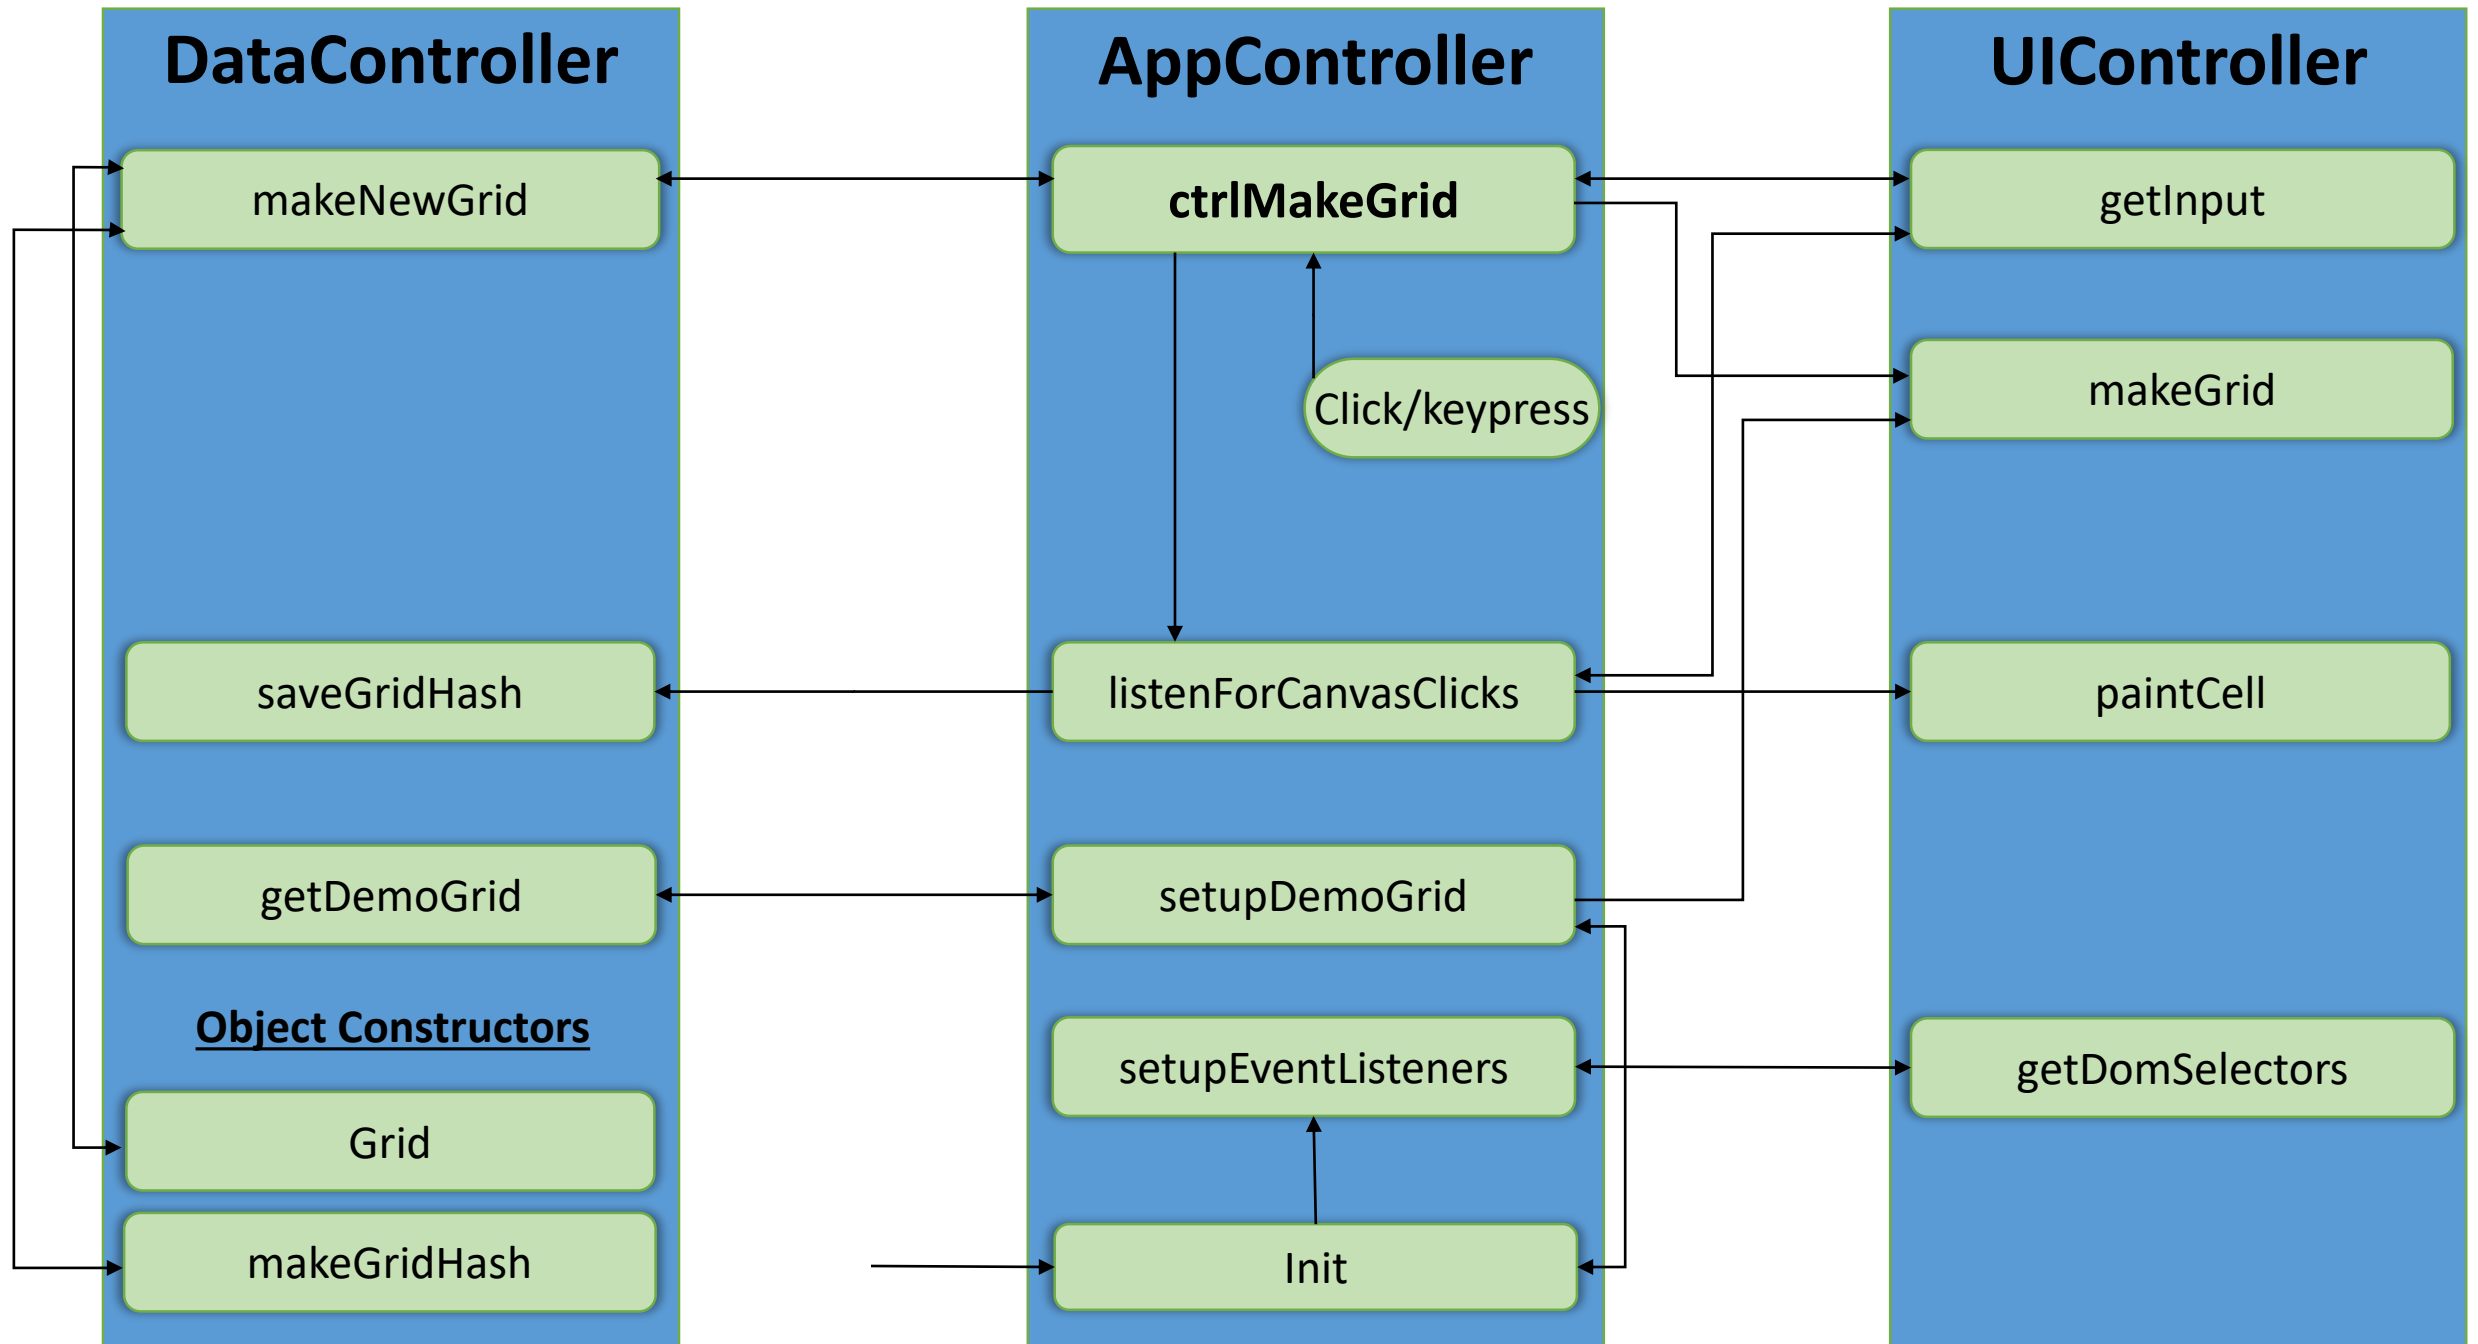 DataController
makeNewGrid
saveGridHash
getDemoGrid
Object Constructors
Grid
makeGridHash
AppController
ctrlMakeGrid
Click/keypress
listenForCanvasClicks
setupDemoGrid
setupEventListeners
Init
UIController
getInput
makeGrid
paintCell
getDomSelectors